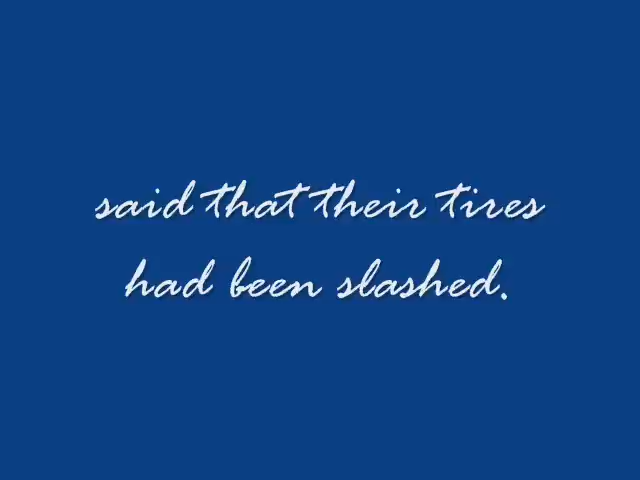 said that their tires
had been slashed.